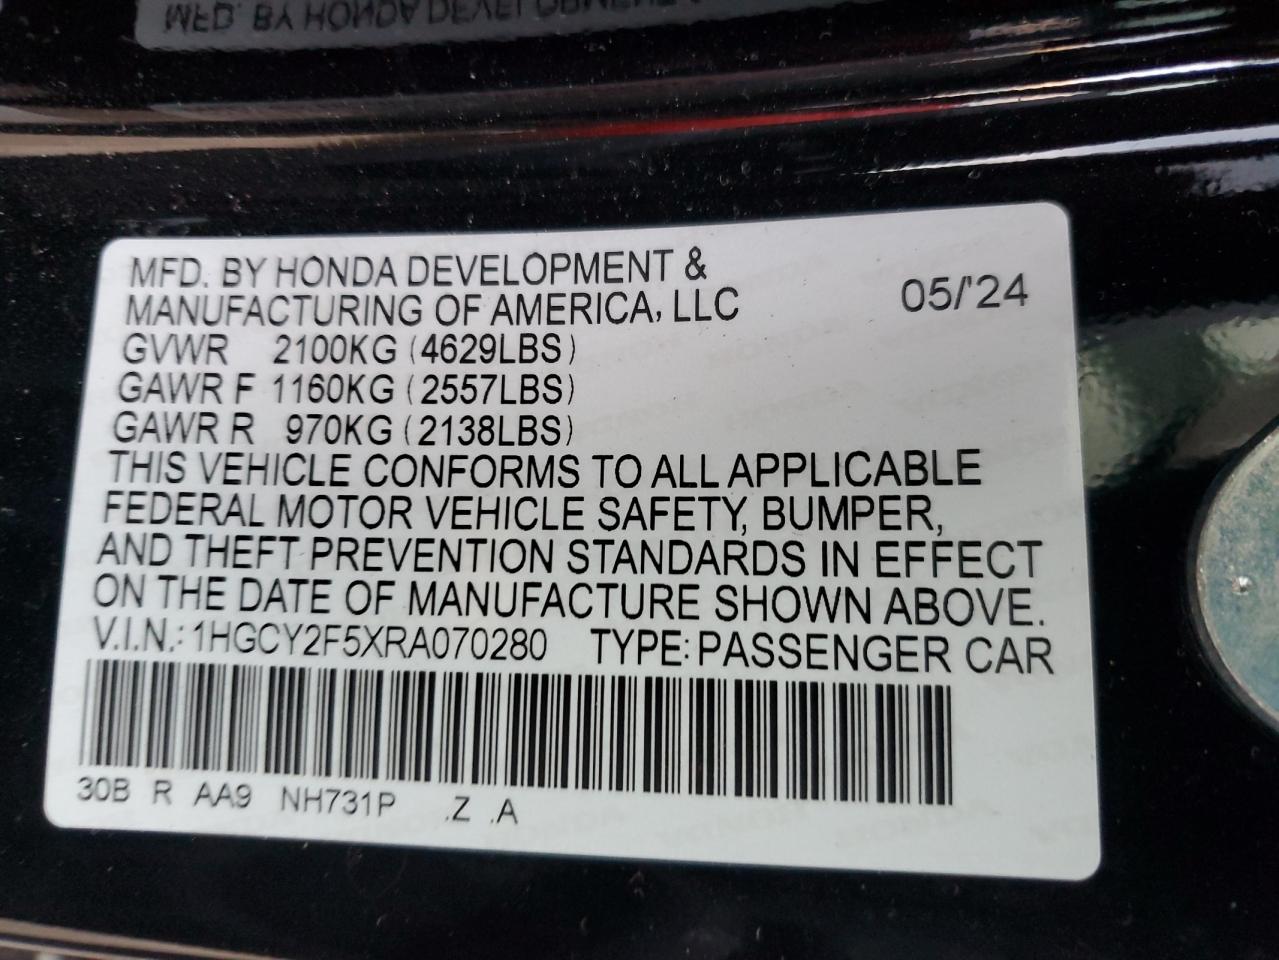 MFD. BY HONDA DEVELOPMENT &
MANUFACTURING OF AMERICA, LLC 05/'24
GVWR 2100KG (4629LBS)
GAWR F 1160KG (2557LBS)
GAWR R 970KG (2138LBS)
THIS VEHICLE CONFORMS TO ALL APPLICABLE
FEDERAL MOTOR VEHICLE SAFETY, BUMPER,
AND THEFT PREVENTION STANDARDS IN EFFECT
ON THE DATE OF MANUFACTURE SHOWN ABOVE.
V.I.N.: 1HGCY2F5XRA070280 TYPE: PASSENGER CAR
30B R AA9 NH731P .Z .A